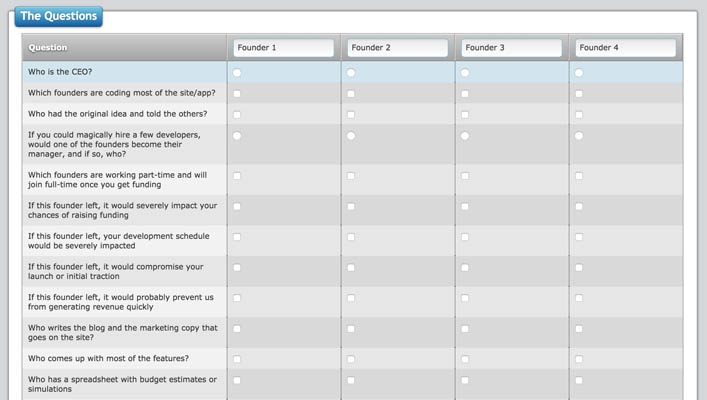 The Questions
Question
Founder 1
Founder 2
Founder 3
Founder 4
Who is the CEO?
Which founders are coding most of the site/app?
Who had the original idea and told the others?
If you could magically hire a few developers,
would one of the founders become their
manager, and if so, who?
Which founders are working part-time and will
join full-time once you get funding
If this founder left, it would severely impact your
chances of raising funding
If this founder left, your development schedule
would be severely impacted
If this founder left, it would compromise your
launch or initial traction
If this founder left, it would probably prevent us
from generating revenue quickly
Who writes the blog and the marketing copy that
goes on the site?
Who comes up with most of the features?
Who has a spreadsheet with budget estimates or
simulations